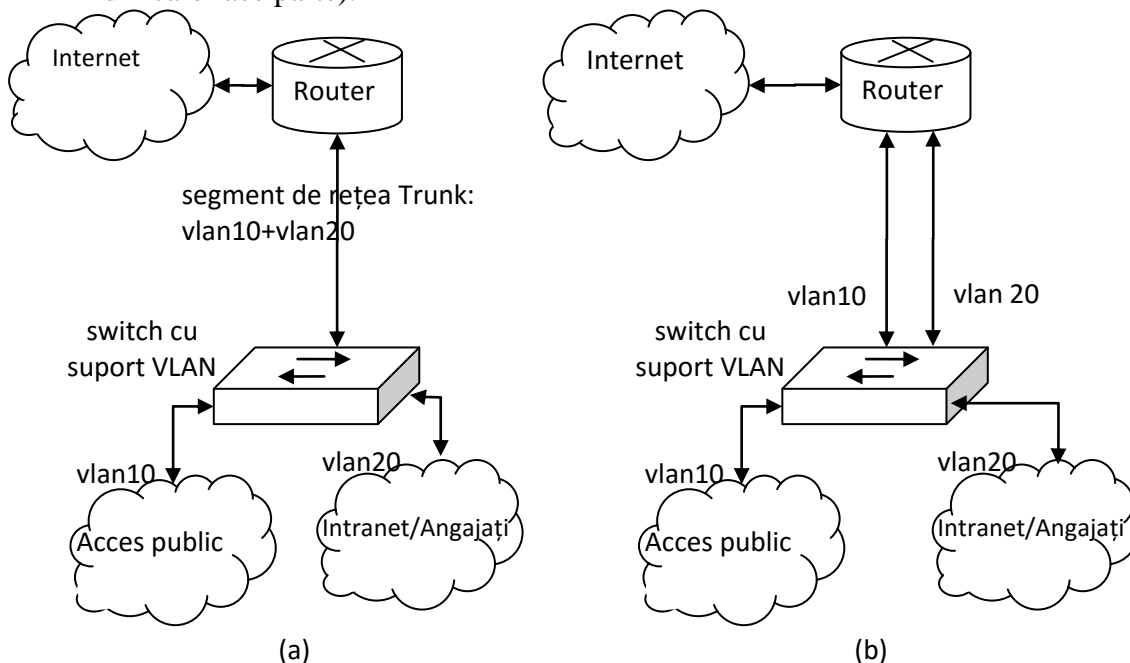 parte).
Internet
Router
segment de rețea Trunk:
vlan10+vlan20
switch cu
suport VLAN
vlan10
vlan20
Acces public
Intranet/Angajați
(a)
Internet
Router
vlan10
vlan 20
switch cu
suport VLAN
vlan10
vlan20
Acces public
Intranet/Angajați
(b)